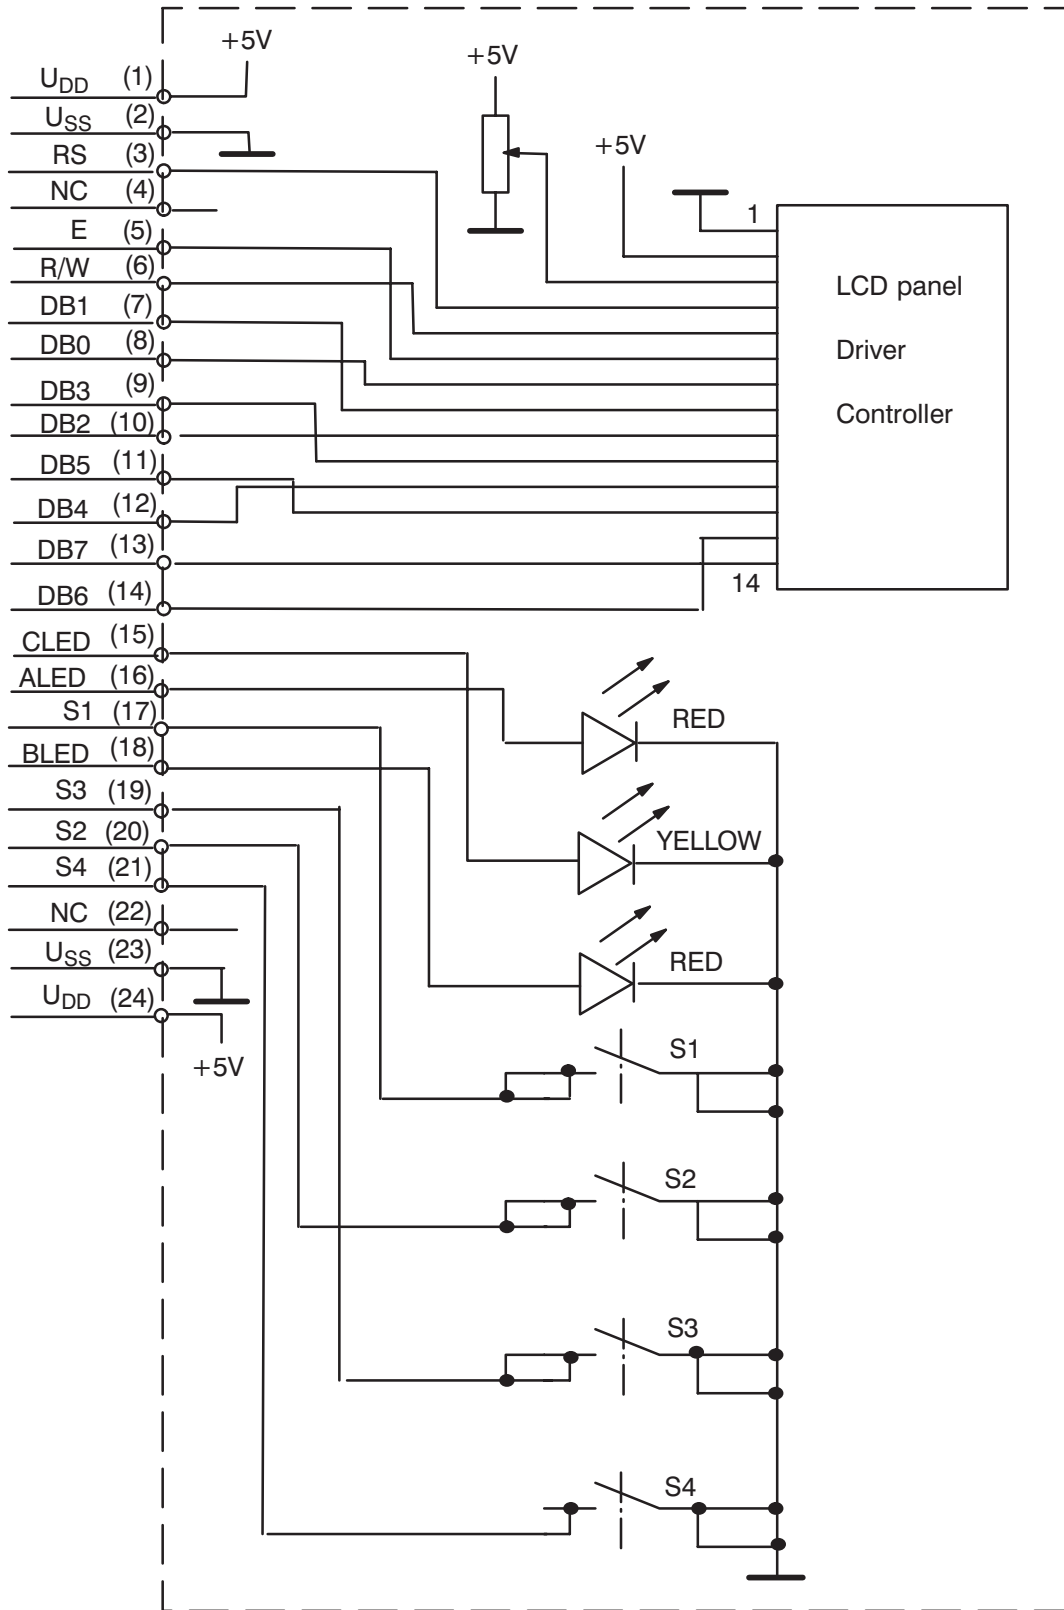 +5V
U_DD (1)
U_SS (2)
RS (3)
NC (4)
E (5)
R/W (6)
DB1 (7)
DB0 (8)
DB3 (9)
DB2 (10)
DB5 (11)
DB4 (12)
DB7 (13)
DB6 (14)
CLED (15)
ALED (16)
S1 (17)
BLED (18)
S3 (19)
S2 (20)
S4 (21)
NC (22)
U_SS (23)
U_DD (24)
+5V
+5V
+5V
1
LCD panel
Driver
Controller
14
RED
YELLOW
RED
S1
S2
S3
S4